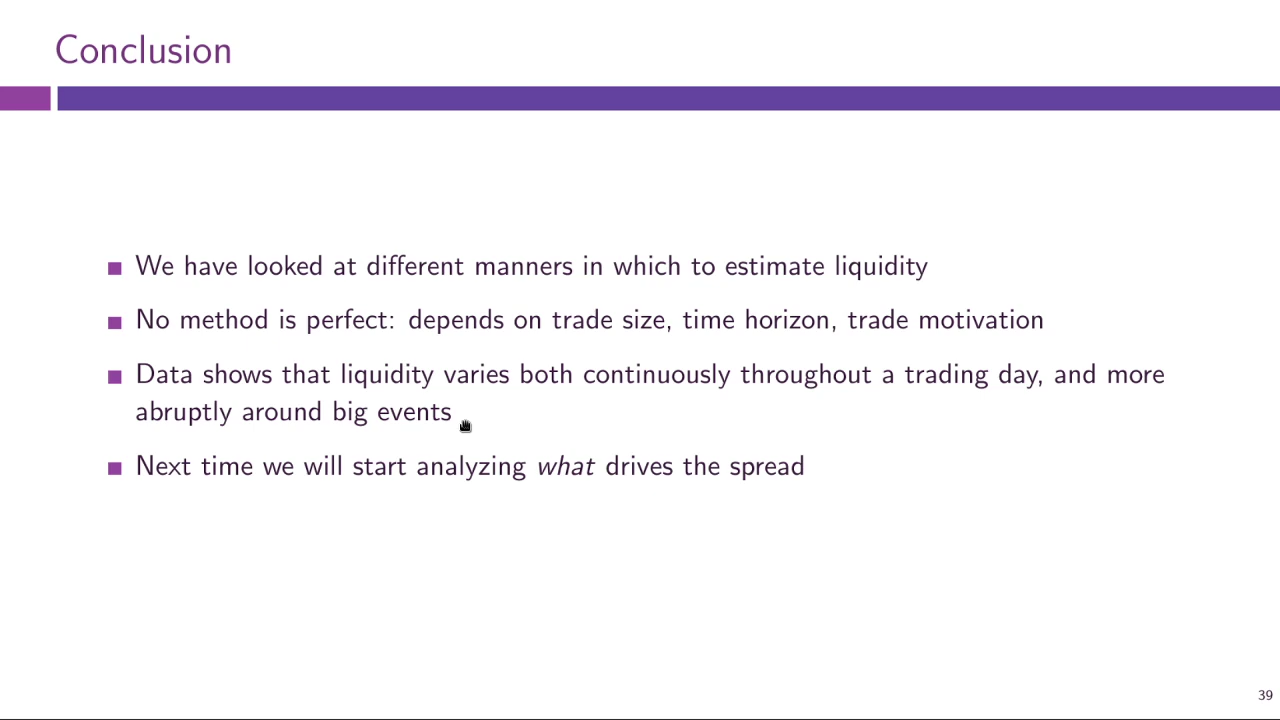 Conclusion
We have looked at different manners in which to estimate liquidity
No method is perfect: depends on trade size, time horizon, trade motivation
Data shows that liquidity varies both continuously throughout a trading day, and more
abruptly around big events
Next time we will start analyzing what drives the spread
39